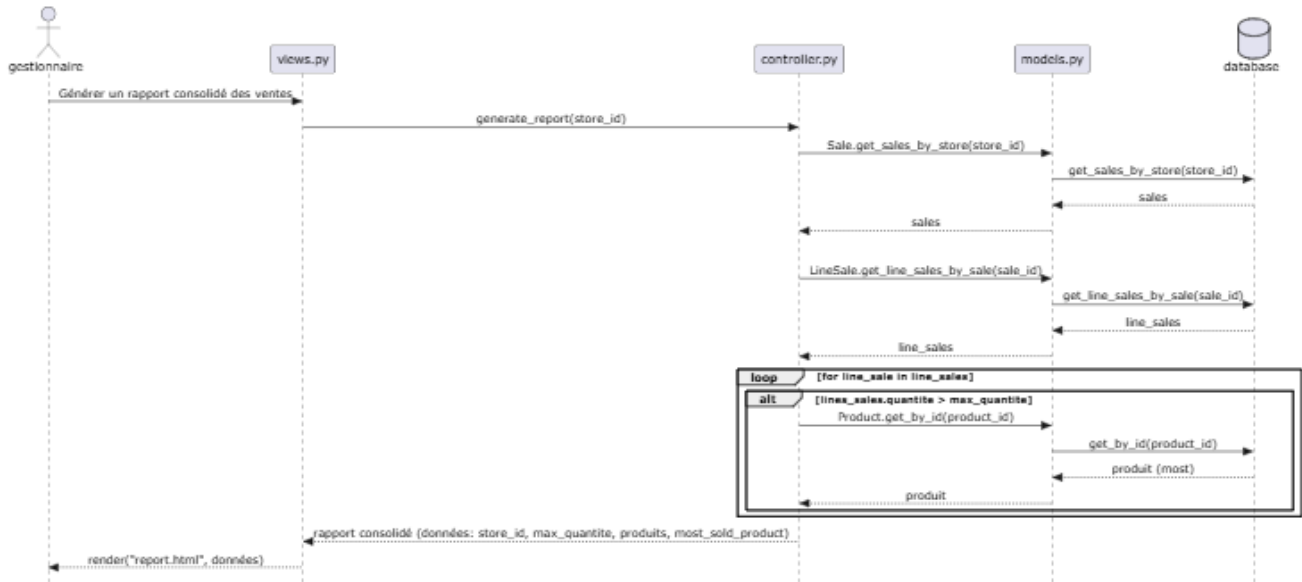 gestionnaire
views.py
controller.py
models.py
database
Générer un rapport consolidé des ventes
generate_report(store_id)
Sale.get_sales_by_store(store_id)
get_sales_by_store(store_id)
sales
sales
LineSale.get_line_sales_by_sale(sale_id)
get_line_sales_by_sale(sale_id)
line_sales
line_sales
loop [for line_sale in line_sales]
alt [lines_sales.quantite > max_quantite]
Product.get_by_id(product_id)
get_by_id(product_id)
produit (most)
produit
rapport consolidé (données: store_id, max_quantite, produits, most_sold_product)
render("report.html", données)